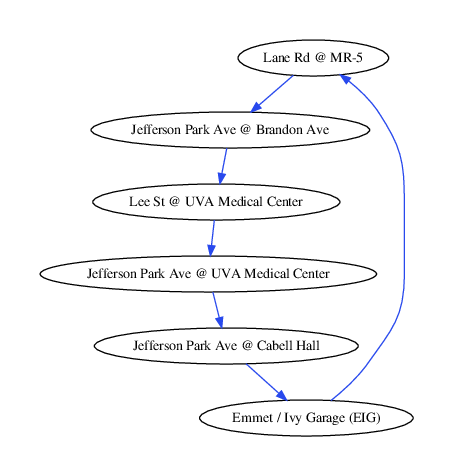 Lane Rd @ MR-5
Jefferson Park Ave @ Brandon Ave
Lee St @ UVA Medical Center
Jefferson Park Ave @ UVA Medical Center
Jefferson Park Ave @ Cabell Hall
Emmet / Ivy Garage (EIG)